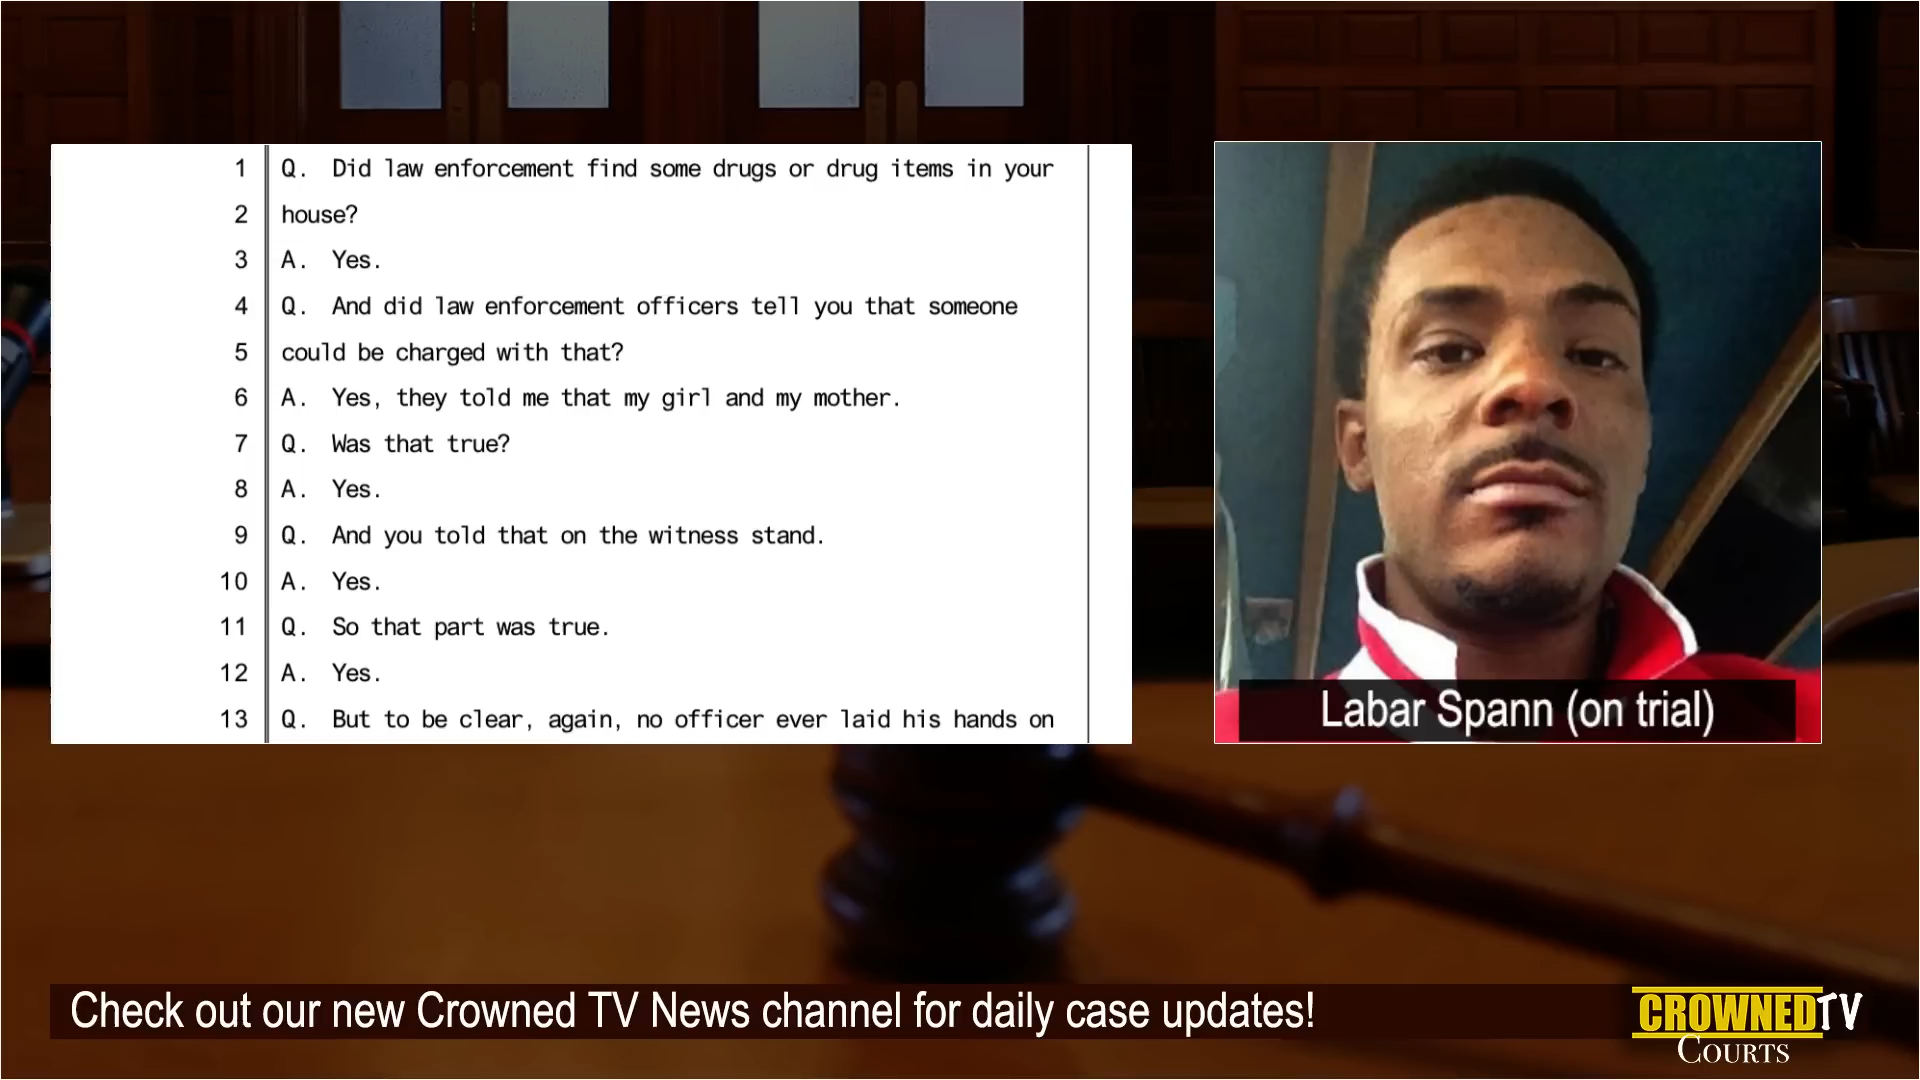 1 Q. Did law enforcement find some drugs or drug items in your
2 house?
3 A. Yes.
4 Q. And did law enforcement officers tell you that someone
5 could be charged with that?
6 A. Yes, they told me that my girl and my mother.
7 Q. Was that true?
8 A. Yes.
9 Q. And you told that on the witness stand.
10 A. Yes.
11 Q. So that part was true.
12 A. Yes.
13 Q. But to be clear, again, no officer ever laid his hands on
Labar Spann (on trial)
Check out our new Crowned TV News channel for daily case updates!
CROWNEDTV
COURTS